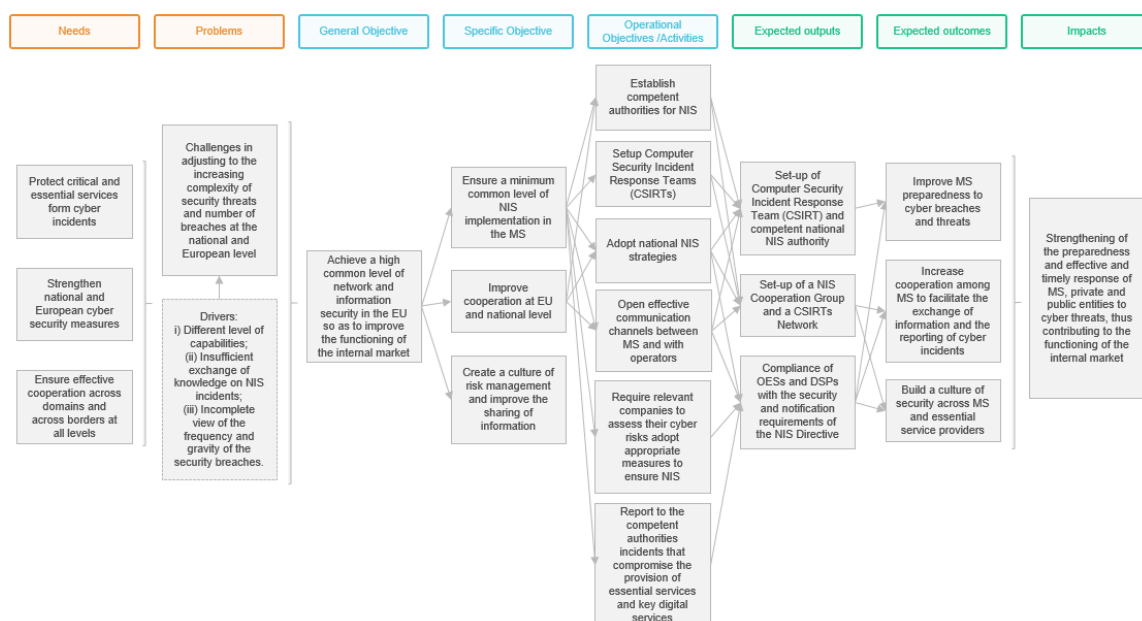 Needs
Problems
General Objective
Specific Objective
Operational
Objectives /Activities
Expected outputs
Expected outcomes
Impacts
Protect critical and
essential services
form cyber
incidents
Strengthen
national and
European cyber
security measures
Ensure effective
cooperation across
domains and
across borders at
all levels
Challenges in
adjusting to the
increasing
complexity of
security threats
and number of
breaches at the
national and
European level
Drivers:
i) Different level of
capabilities;
(ii) Insufficient
exchange of
knowledge on NIS
incidents;
(iii) Incomplete
view of the
frequency and
gravity of the
security breaches.
Achieve a high
common level of
network and
information
security in the EU
so as to improve
the functioning of
the internal market
Ensure a minimum
common level of
NIS
implementation in
the MS
Improve
cooperation at EU
and national level
Create a culture of
risk management
and improve the
sharing of
information
Establish
competent
authorities for NIS
Setup Computer
Security Incident
Response Teams
(CSIRTs)
Adopt national NIS
strategies
Open effective
communication
channels between
MS and with
operators
Require relevant
companies to
assess their cyber
risks adopt
appropriate
measures to
ensure NIS
Report to the
competent
authorities
incidents that
compromise the
provision of
essential services
and key digital
services
Set-up of
Computer Security
Incident Response
Team (CSIRT) and
competent national
NIS authority
Set-up of a NIS
Cooperation Group
and a CSIRTs
Network
Compliance of
OESs and DSPs
with the security
and notification
requirements of
the NIS Directive
Improve MS
preparedness to
cyber breaches
and threats
Increase
cooperation among
MS to facilitate the
exchange of
information and the
reporting of cyber
incidents
Build a culture of
security across MS
and essential
service providers
Strengthening of
the preparedness
and effective and
timely response of
MS, private and
public entities to
cyber threats, thus
contributing to the
functioning of the
internal market